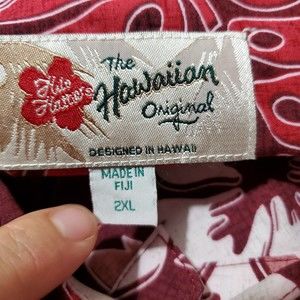 Hilo
Hattie's
The
Hawaiian
Original
DESIGNED IN HAWAII
MADE IN
FIJI
2XL